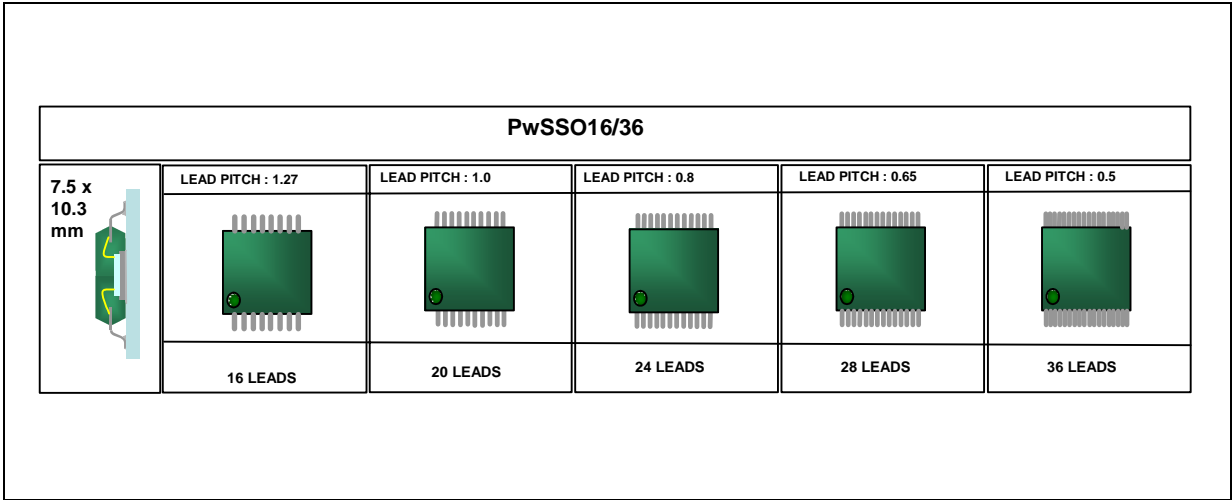 PwSSO16/36
7.5 x
10.3
mm
LEAD PITCH : 1.27
LEAD PITCH : 1.0
LEAD PITCH : 0.8
LEAD PITCH : 0.65
LEAD PITCH : 0.5
16 LEADS
20 LEADS
24 LEADS
28 LEADS
36 LEADS